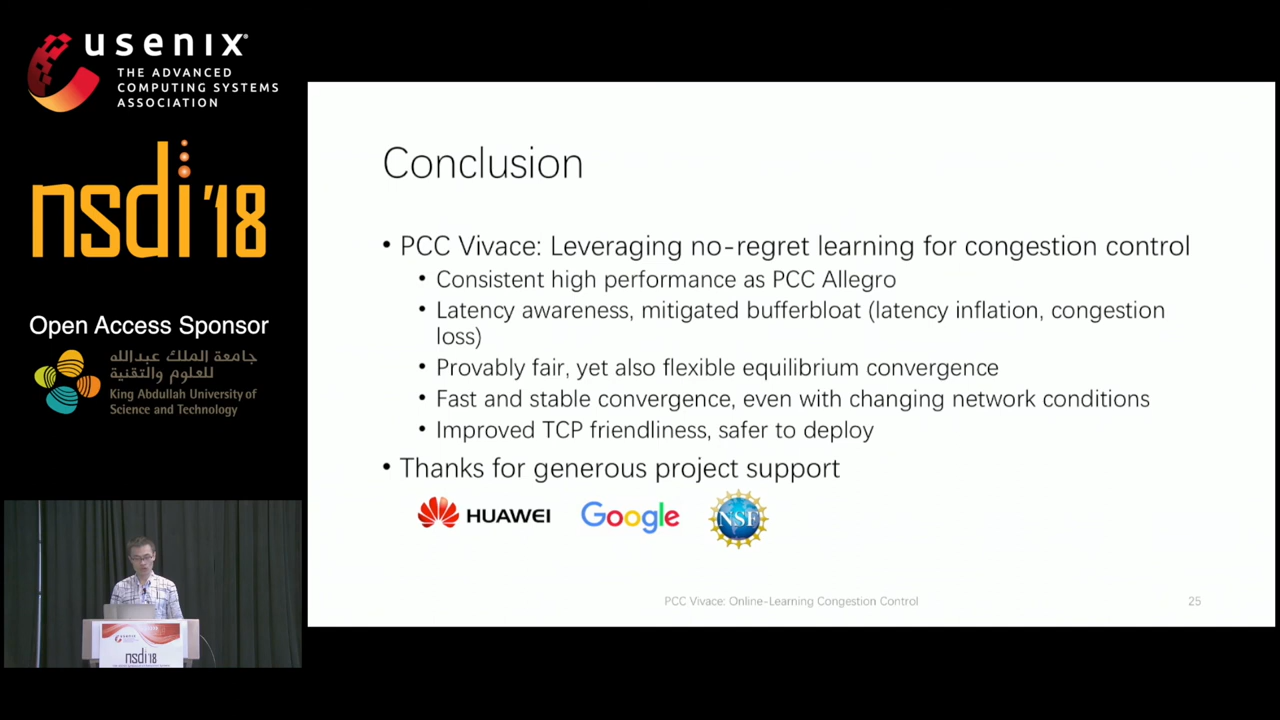 usenix
THE ADVANCED
COMPUTING SYSTEMS
ASSOCIATION
nsdi '18
Open Access Sponsor
جامعة الملك عبدالله
للعلوم والتقنية
King Abdullah University of
Science and Technology
Conclusion
• PCC Vivace: Leveraging no-regret learning for congestion control
• Consistent high performance as PCC Allegro
• Latency awareness, mitigated bufferbloat (latency inflation, congestion
loss)
• Provably fair, yet also flexible equilibrium convergence
• Fast and stable convergence, even with changing network conditions
• Improved TCP friendliness, safer to deploy
• Thanks for generous project support
HUAWEI
Google
NSF
PCC Vivace: Online-Learning Congestion Control
25
usenix
nsdi'18